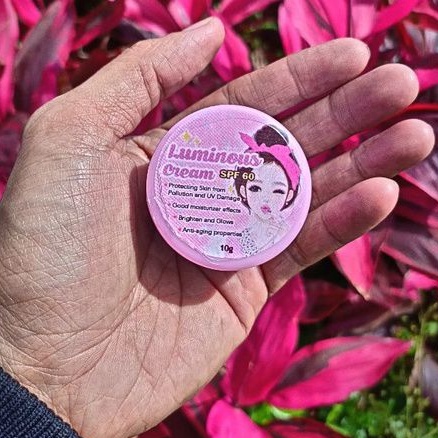 Luminous
Cream SPF 60
• Protecting Skin from
Pollution and UV Damage
• Good moisturizer effects
• Brighten and Glows
• Anti-aging properties
10g